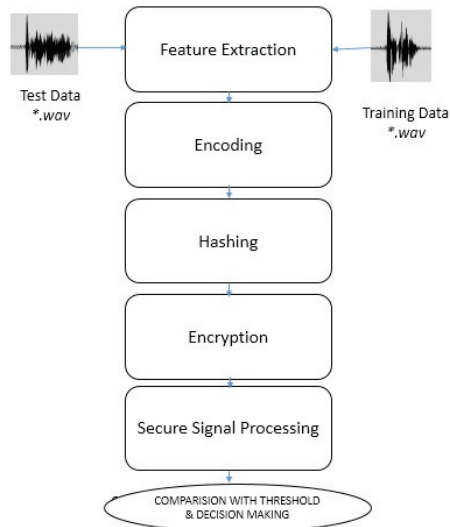 Feature Extraction
Test Data
*.wav
Training Data
*.wav
Encoding
Hashing
Encryption
Secure Signal Processing
COMPARISION WITH THRESHOLD
& DECISION MAKING